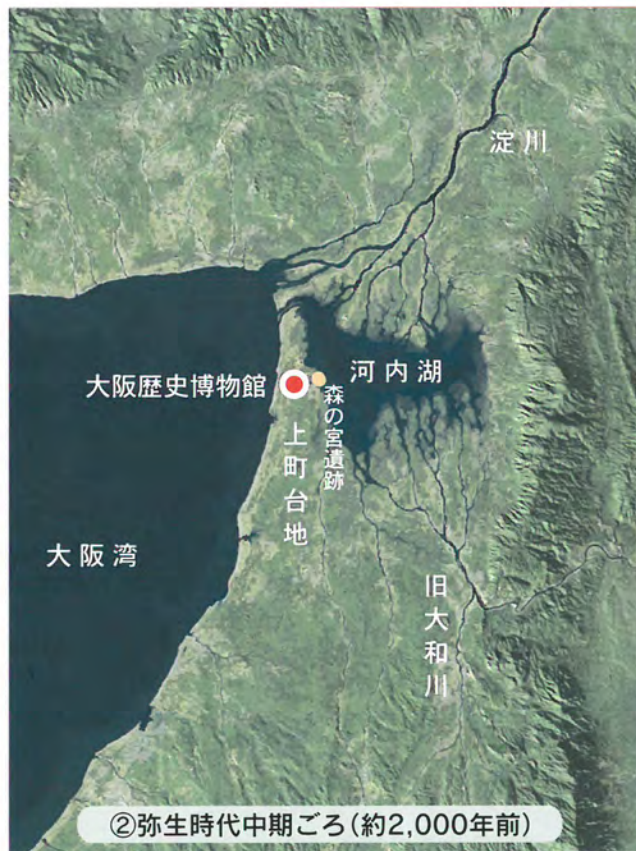 淀川
河内湖
大阪歴史博物館
森の宮遺跡
上町台地
大阪湾
旧大和川
②弥生時代中期ごろ(約2,000年前)